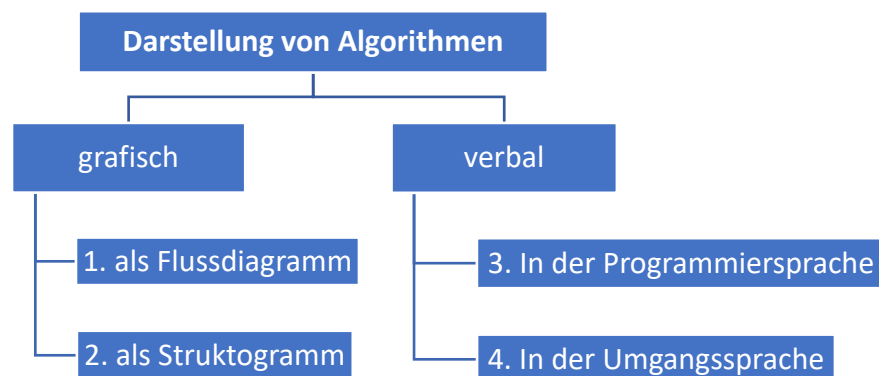 Darstellung von Algorithmen
grafisch
1. als Flussdiagramm
2. als Struktogramm
verbal
3. In der Programmiersprache
4. In der Umgangssprache